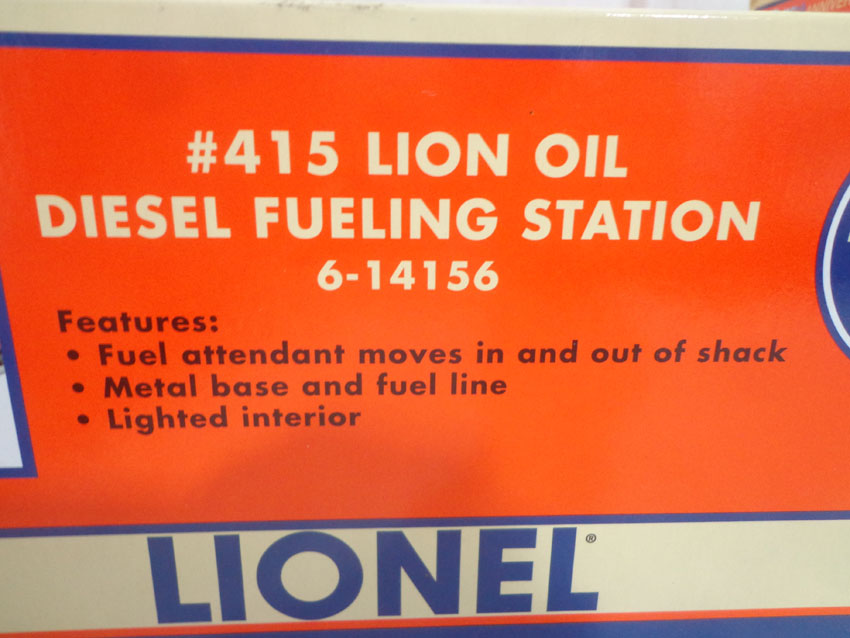 #415 LION OIL
DIESEL FUELING STATION
6-14156
Features:
• Fuel attendant moves in and out of shack
• Metal base and fuel line
• Lighted interior
LIONEL®